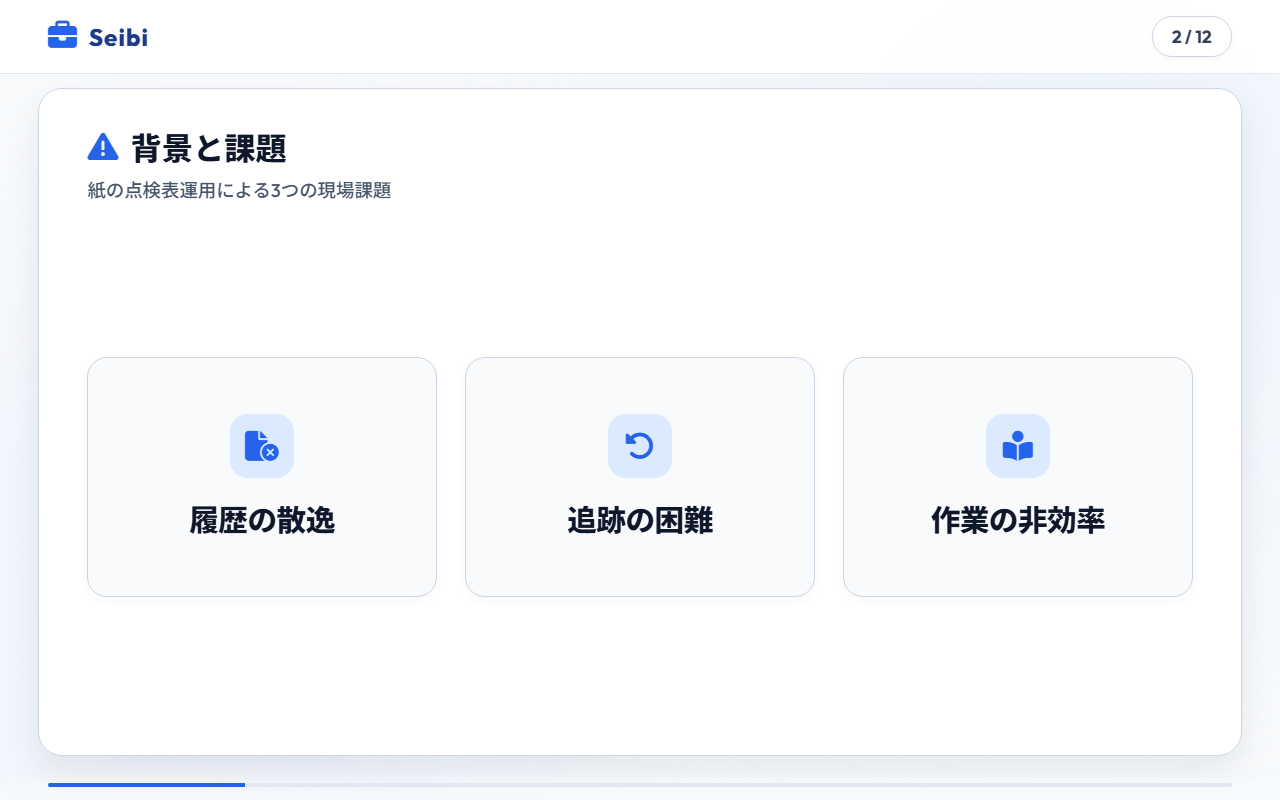 Seibi
2 / 12
背景と課題
紙の点検表運用による3つの現場課題
履歴の散逸
追跡の困難
作業の非効率